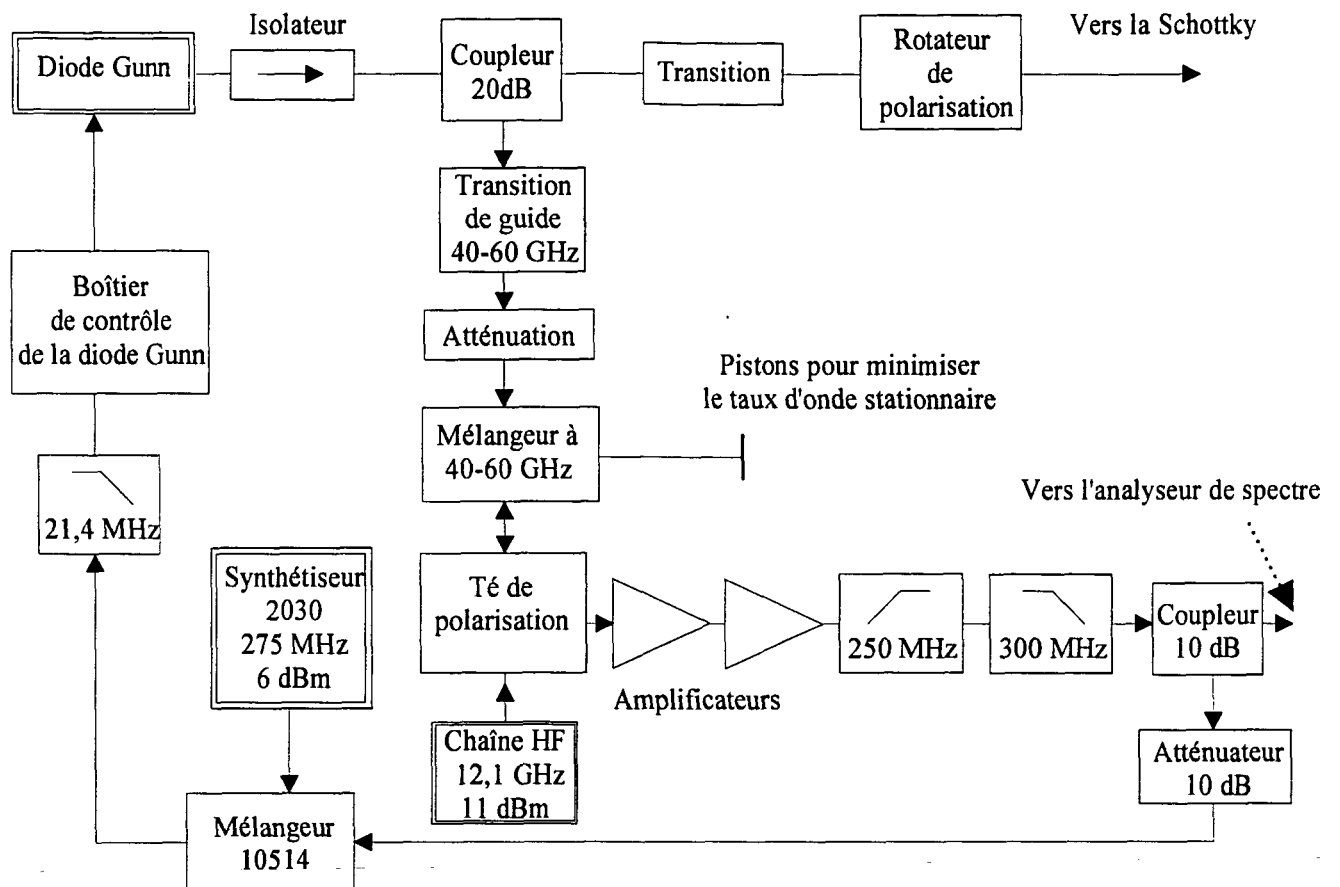 Isolateur
Vers la Schottky
Diode Gunn
Coupleur
20dB
Transition
Rotateur
de
polarisation
Transition
de guide
40-60 GHz
Boîtier
de contrôle
de la diode Gunn
Atténuation
Pistons pour minimiser
le taux d'onde stationnaire
Mélangeur à
40-60 GHz
21,4 MHz
Vers l'analyseur de spectre
Synthétiseur
2030
275 MHz
6 dBm
Té de
polarisation
250 MHz
300 MHz
Coupleur
10 dB
Amplificateurs
Chaîne HF
12,1 GHz
11 dBm
Atténuateur
10 dB
Mélangeur
10514